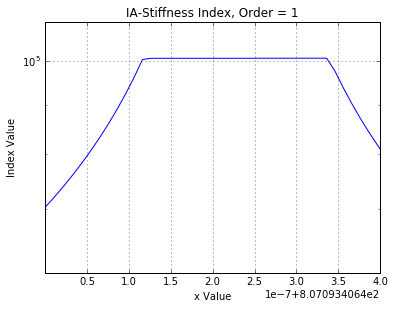 IA-Stiffness Index, Order = 1
10^5
Index Value
0.5 1.0 1.5 2.0 2.5 3.0 3.5 4.0
x Value
1e-7+8.070934064e2